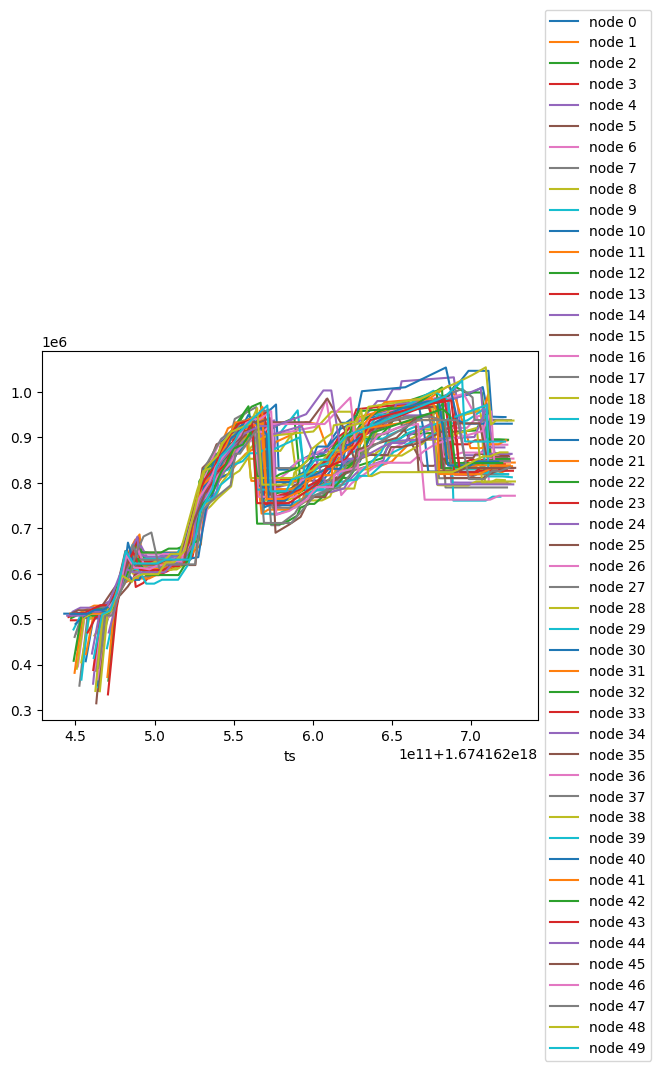 1e6
1.0
0.9
0.8
0.7
0.6
0.5
0.4
0.3
4.5 5.0 5.5 6.0 6.5 7.0
ts
1e11+1.674162e18
node 0
node 1
node 2
node 3
node 4
node 5
node 6
node 7
node 8
node 9
node 10
node 11
node 12
node 13
node 14
node 15
node 16
node 17
node 18
node 19
node 20
node 21
node 22
node 23
node 24
node 25
node 26
node 27
node 28
node 29
node 30
node 31
node 32
node 33
node 34
node 35
node 36
node 37
node 38
node 39
node 40
node 41
node 42
node 43
node 44
node 45
node 46
node 47
node 48
node 49